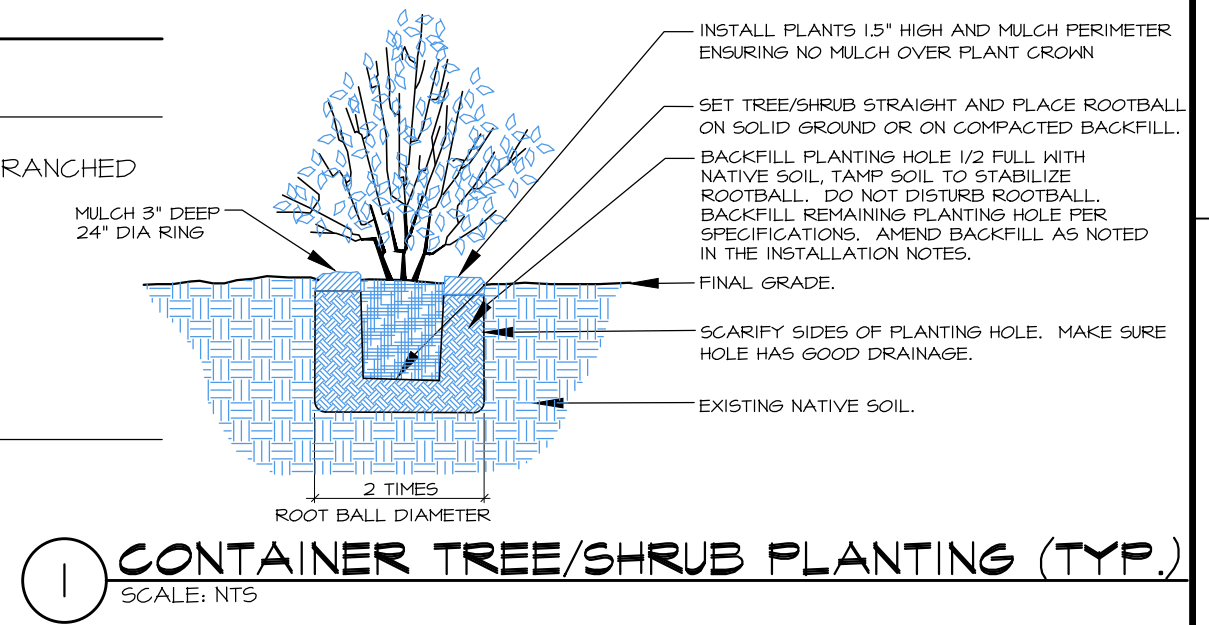 INSTALL PLANTS 1.5" HIGH AND MULCH PERIMETER
ENSURING NO MULCH OVER PLANT CROWN
SET TREE/SHRUB STRAIGHT AND PLACE ROOTBALL
ON SOLID GROUND OR ON COMPACTED BACKFILL.
BACKFILL PLANTING HOLE 1/2 FULL WITH
NATIVE SOIL, TAMP SOIL TO STABILIZE
ROOTBALL. DO NOT DISTURB ROOTBALL.
BACKFILL REMAINING PLANTING HOLE PER
SPECIFICATIONS. AMEND BACKFILL AS NOTED
IN THE INSTALLATION NOTES.
RANCHED
MULCH 3" DEEP
24" DIA RING
FINAL GRADE.
SCARIFY SIDES OF PLANTING HOLE. MAKE SURE
HOLE HAS GOOD DRAINAGE.
EXISTING NATIVE SOIL.
2 TIMES
ROOT BALL DIAMETER
1
CONTAINER TREE/SHRUB PLANTING (TYP.)
SCALE: NTS